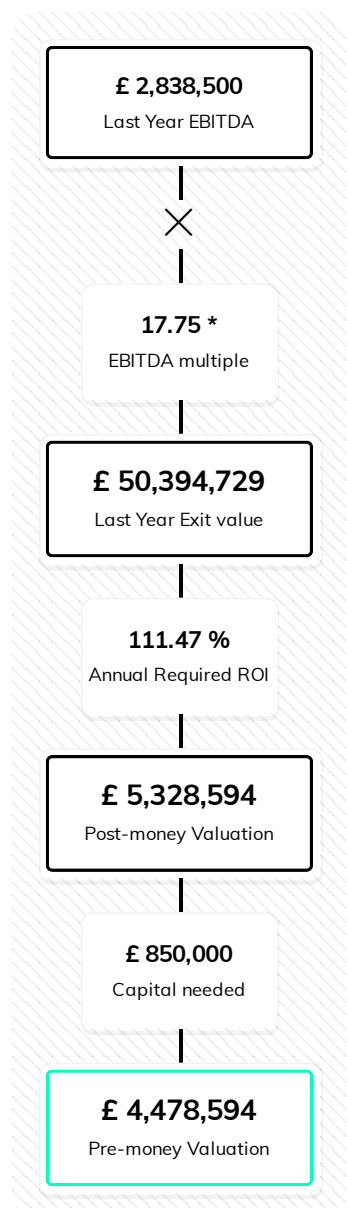 £ 2,838,500
Last Year EBITDA
17.75 *
EBITDA multiple
£ 50,394,729
Last Year Exit value
111.47 %
Annual Required ROI
£ 5,328,594
Post-money Valuation
£ 850,000
Capital needed
£ 4,478,594
Pre-money Valuation